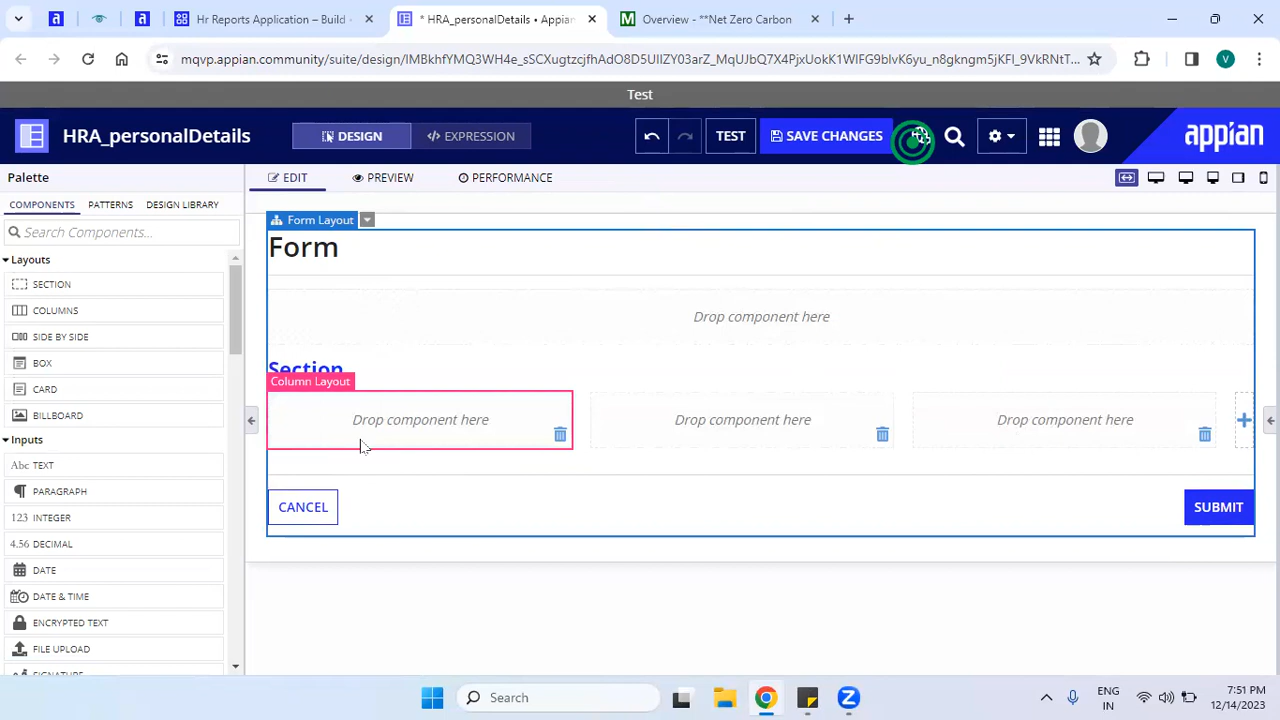 Hr Reports Application – Build -
* HRA_personalDetails • Appian
Overview - **Net Zero Carbon
mqvp.appian.community/suite/design/
Test
HRA_personalDetails
DESIGN
</> EXPRESSION
TEST
SAVE CHANGES
appian
Palette
EDIT
PREVIEW
PERFORMANCE
COMPONENTS
PATTERNS
DESIGN LIBRARY
Search Components...
Form Layout
Form
Layouts
SECTION
COLUMNS
SIDE BY SIDE
BOX
CARD
BILLBOARD
Drop component here
Section
Column Layout
Drop component here
Drop component here
Drop component here
Inputs
Abc TEXT
PARAGRAPH
123 INTEGER
4.56 DECIMAL
DATE
DATE & TIME
ENCRYPTED TEXT
FILE UPLOAD
CANCEL
SUBMIT
Search
ENG
IN
7:51 PM
12/14/2023